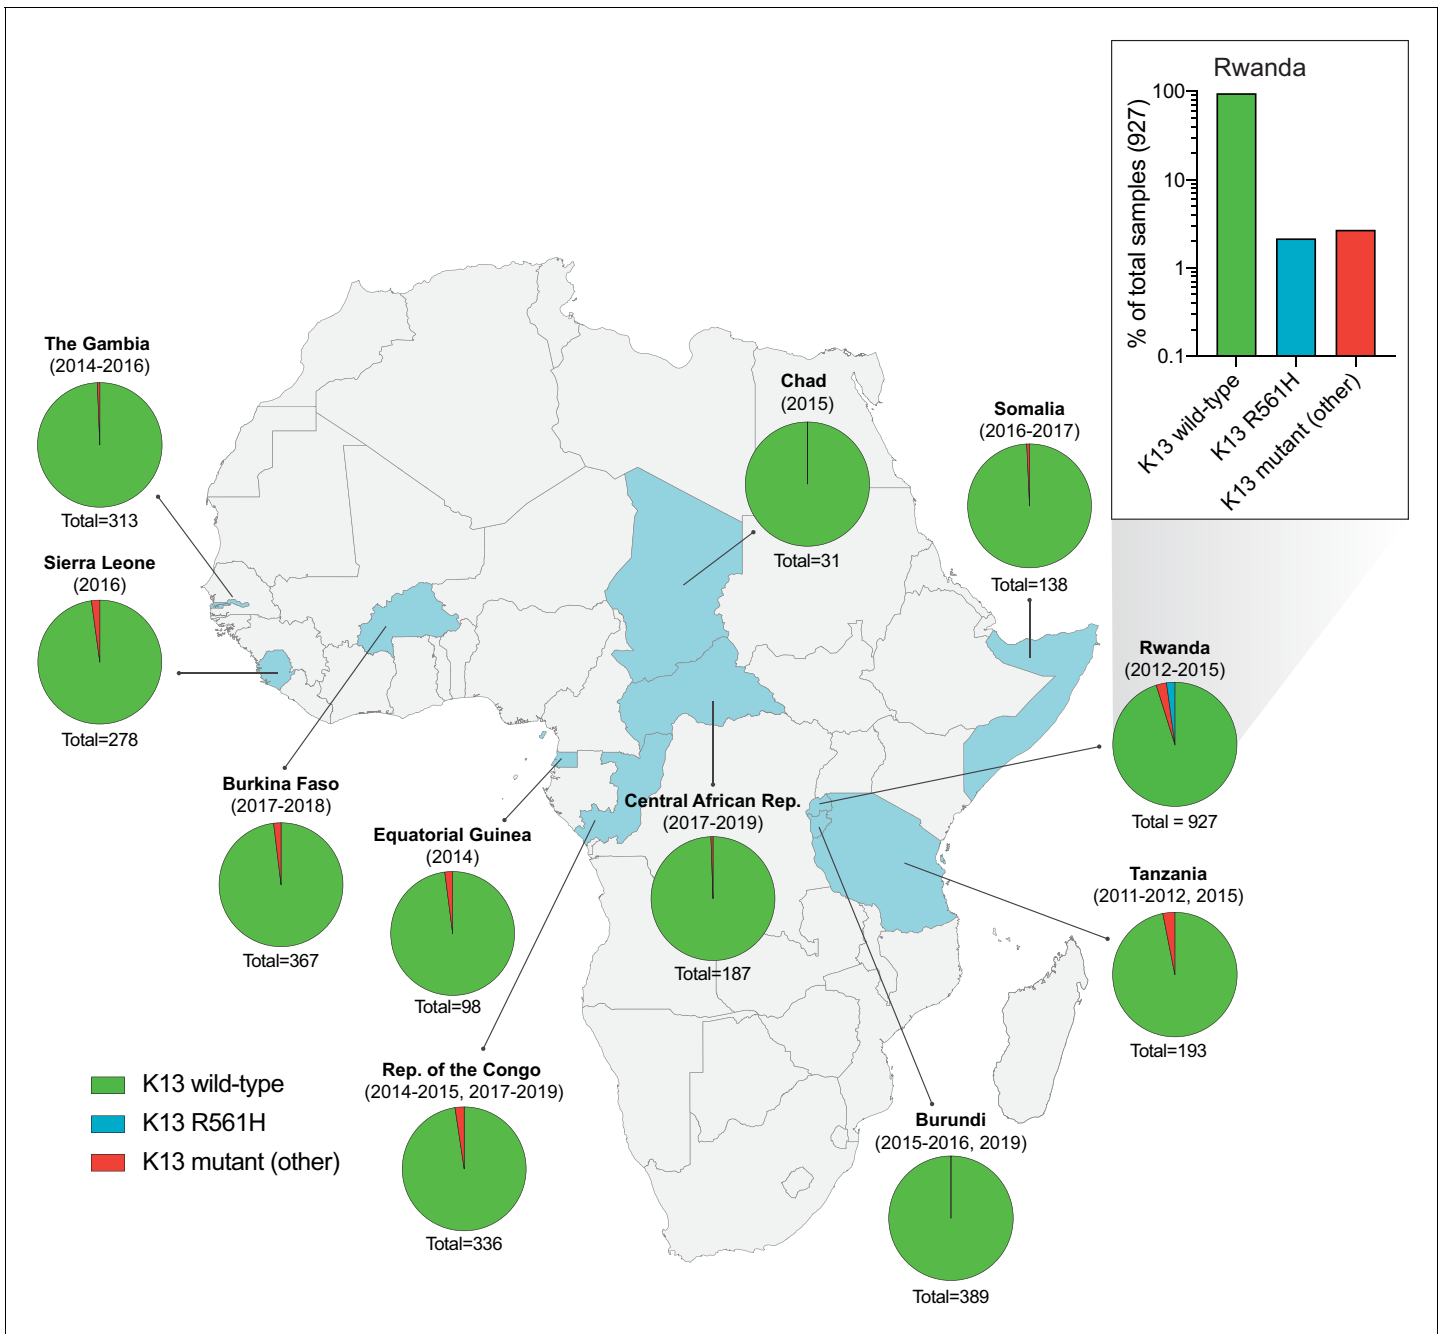 Rwanda
% of total samples (927)
100
10
1
0.1
K13 wild-type
K13 R561H
K13 mutant (other)
The Gambia
(2014-2016)
Total=313
Chad
(2015)
Total=31
Somalia
(2016-2017)
Total=138
Sierra Leone
(2016)
Total=278
Rwanda
(2012-2015)
Total = 927
Burkina Faso
(2017-2018)
Total=367
Equatorial Guinea
(2014)
Total=98
Central African Rep.
(2017-2019)
Total=187
Tanzania
(2011-2012, 2015)
Total=193
Rep. of the Congo
(2014-2015, 2017-2019)
Total=336
Burundi
(2015-2016, 2019)
Total=389
K13 wild-type
K13 R561H
K13 mutant (other)